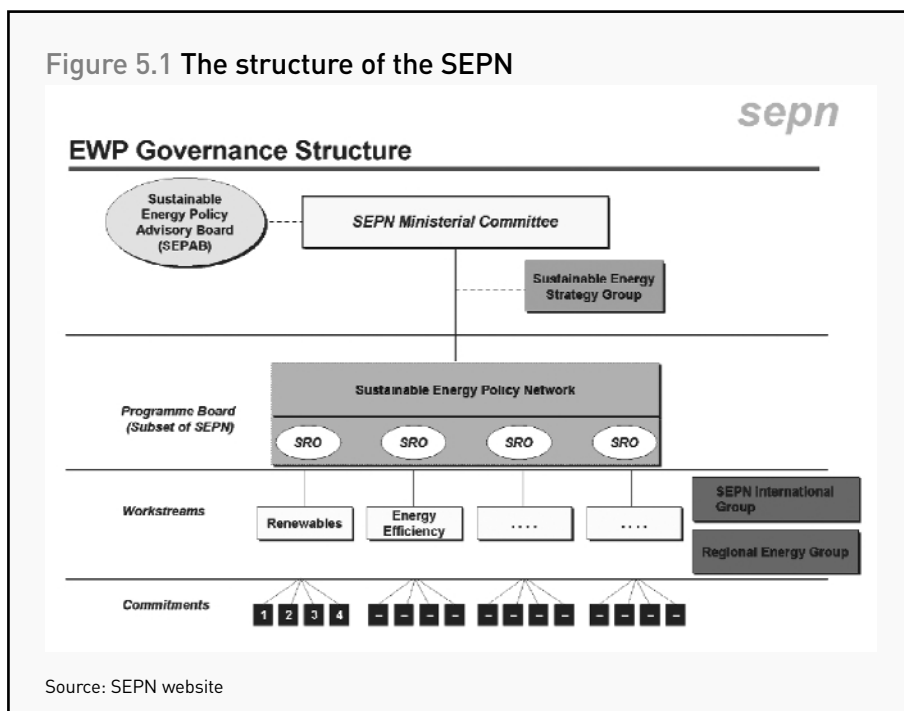 Figure 5.1 The structure of the SEPN
sepn
EWP Governance Structure
Sustainable
Energy Policy
Advisory Board
(SEPAB)
SEPN Ministerial Committee
Sustainable Energy
Strategy Group
Sustainable Energy Policy Network
Programme Board
(Subset of SEPN)
SRO SRO SRO SRO
Workstreams
Renewables
Energy
Efficiency
....
....
SEPN International
Group
Regional Energy Group
Commitments
1 2 3 4 – – – – – – – – – – – –
Source: SEPN website